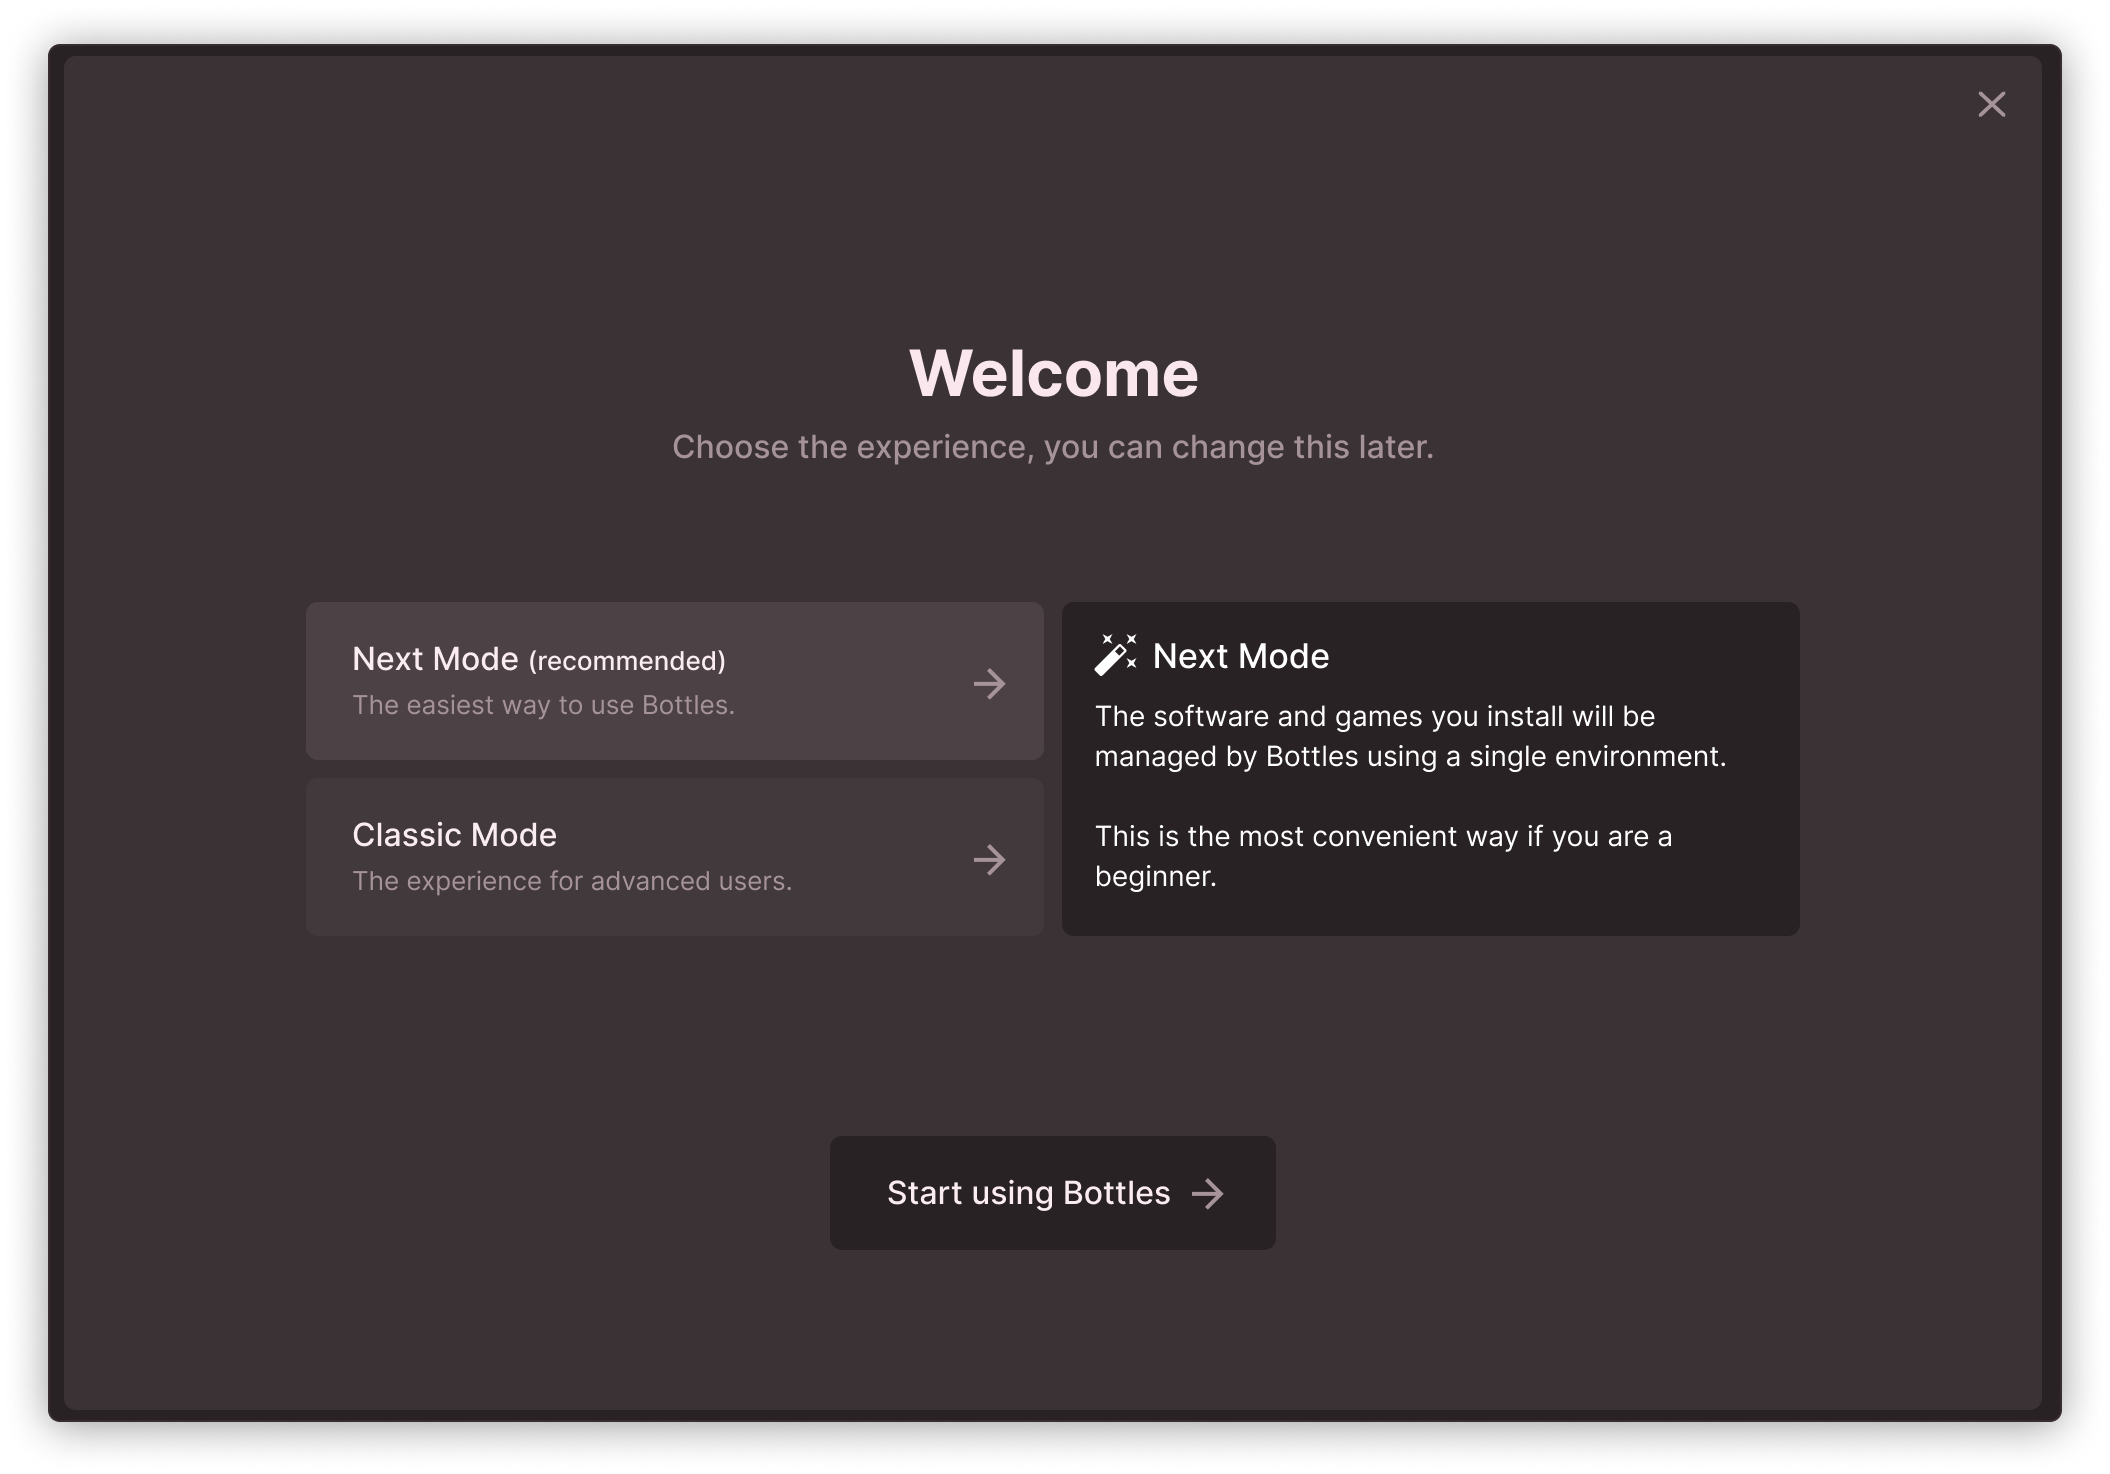 Welcome
Choose the experience, you can change this later.
Next Mode (recommended)
The easiest way to use Bottles.
Classic Mode
The experience for advanced users.
Next Mode
The software and games you install will be
managed by Bottles using a single environment.
This is the most convenient way if you are a
beginner.
Start using Bottles